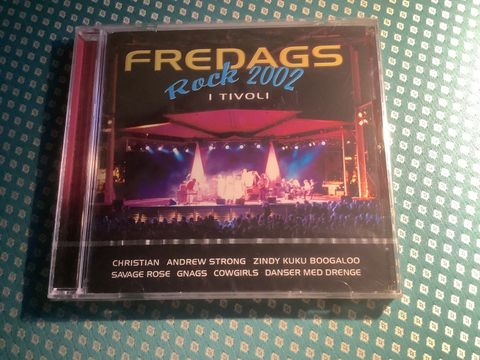 FREDAGS
Rock 2002
I TIVOLI
CHRISTIAN ANDREW STRONG ZINDY KUKU BOOGALOO
SAVAGE ROSE GNAGS COWGIRLS DANSER MED DRENGE